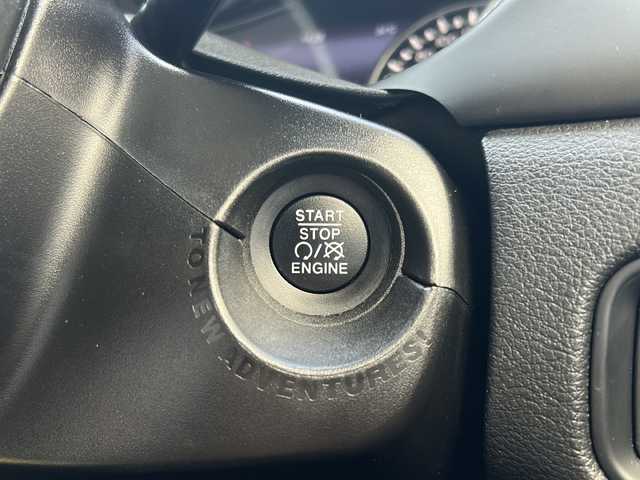 START
STOP
ENGINE
TO NEW ADVENTURES!